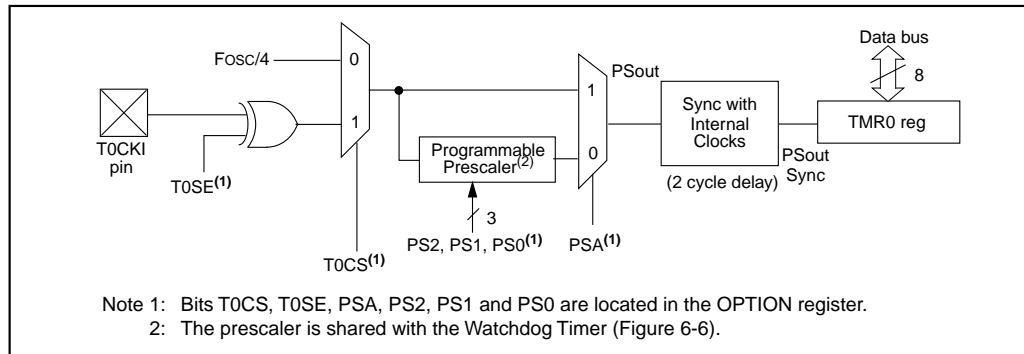 Data bus
FOSC/4
0
8
PSout
1
1
Sync with
Internal
Clocks
TMR0 reg
T0CKI
pin
Programmable
Prescaler(2)
0
PSout
Sync
T0SE(1)
(2 cycle delay)
3
PS2, PS1, PS0(1)
PSA(1)
T0CS(1)
Note 1: Bits T0CS, T0SE, PSA, PS2, PS1 and PS0 are located in the OPTION register.
2: The prescaler is shared with the Watchdog Timer (Figure 6-6).